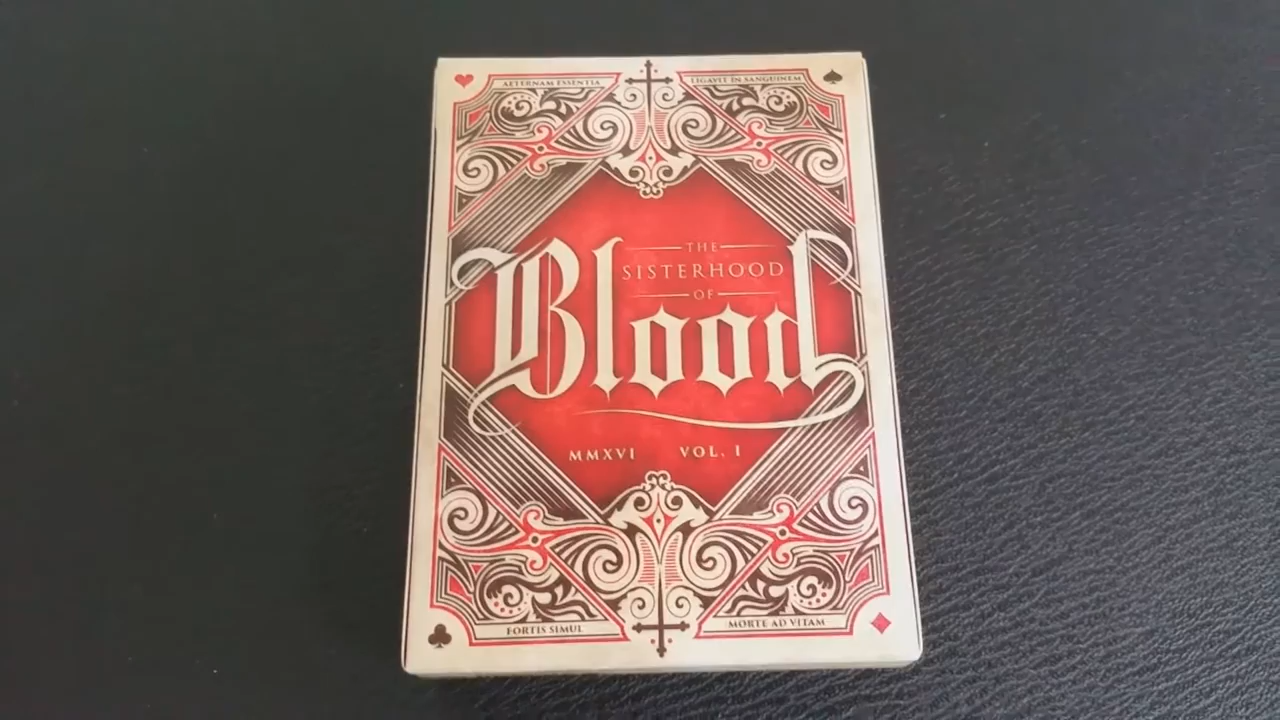 AETERNAM ESSENTIA
LIGAVIT IN SANGUINEM
THE
SISTERHOOD
OF
Blood
MMXVI VOL. I
FORTIS SIMUL
MORTE AD VITAM